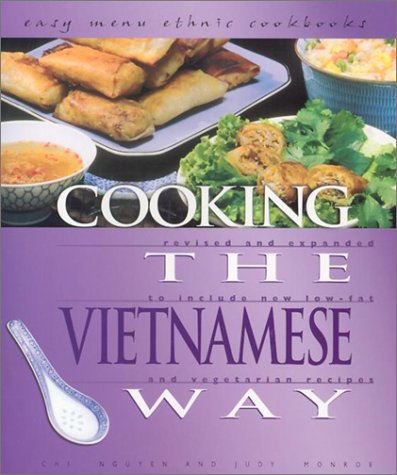 easy menu ethnic cookbooks
COOKING
revised and expanded
THE
to include new low-fat
VIETNAMESE
and vegetarian recipes
WAY
CHI NGUYEN AND JUDY MONROE